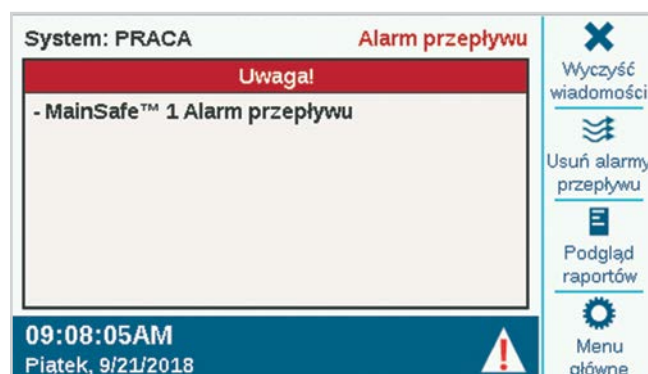 System: PRACA
Alarm przepływu
Uwaga!
- MainSafe™ 1 Alarm przepływu
09:08:05AM
Piątek, 9/21/2018
Wyczyść
wiadomości
Usuń alarmy
przepływu
Podgląd
raportów
Menu
główne